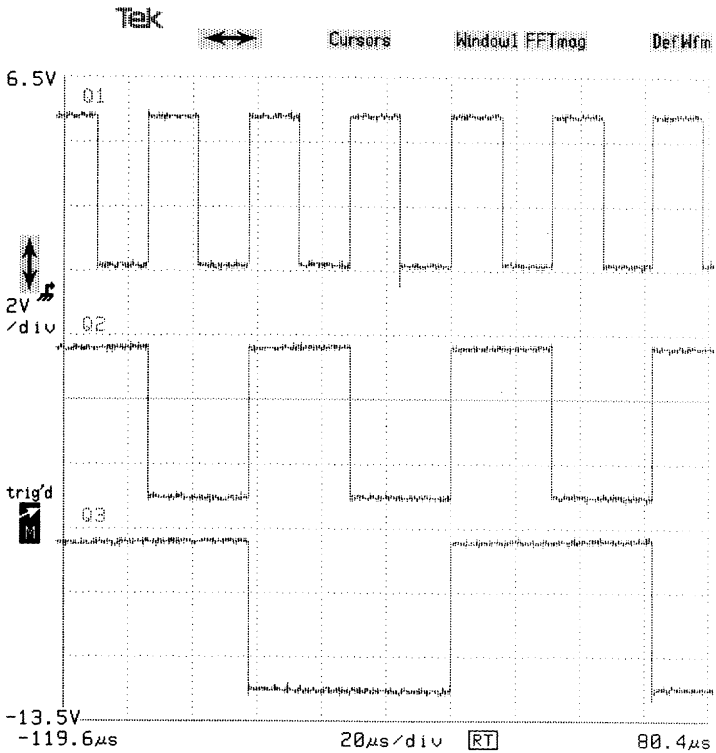 Tek
Cursors Window1 FFTmag DefWfm
6.5V
Q1
2V
/div
Q2
trig'd
M
Q3
-13.5V
-119.6µs 20µs/div RT 80.4µs